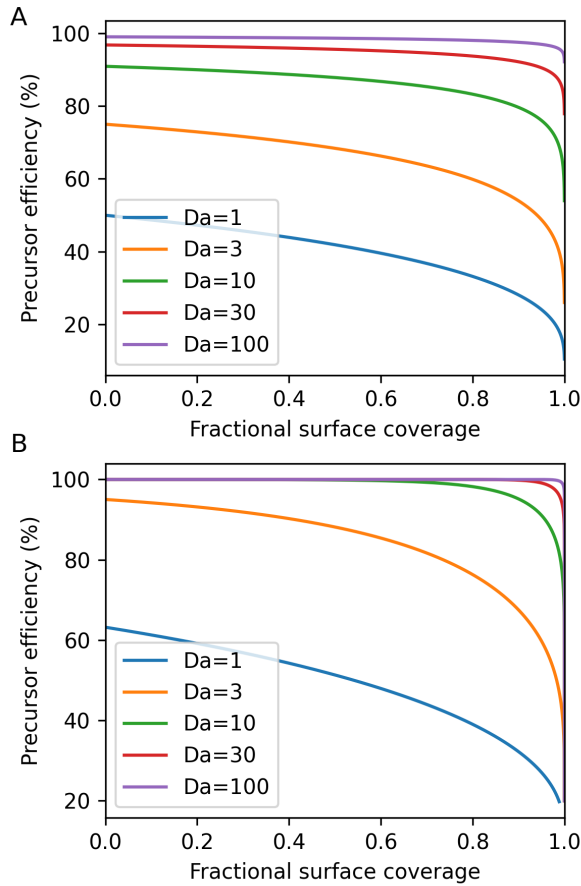 A
Precursor efficiency (%)
100
80
60
40
20
Da=1
Da=3
Da=10
Da=30
Da=100
0.0 0.2 0.4 0.6 0.8 1.0
Fractional surface coverage
B
Precursor efficiency (%)
100
80
60
40
20
Da=1
Da=3
Da=10
Da=30
Da=100
0.0 0.2 0.4 0.6 0.8 1.0
Fractional surface coverage